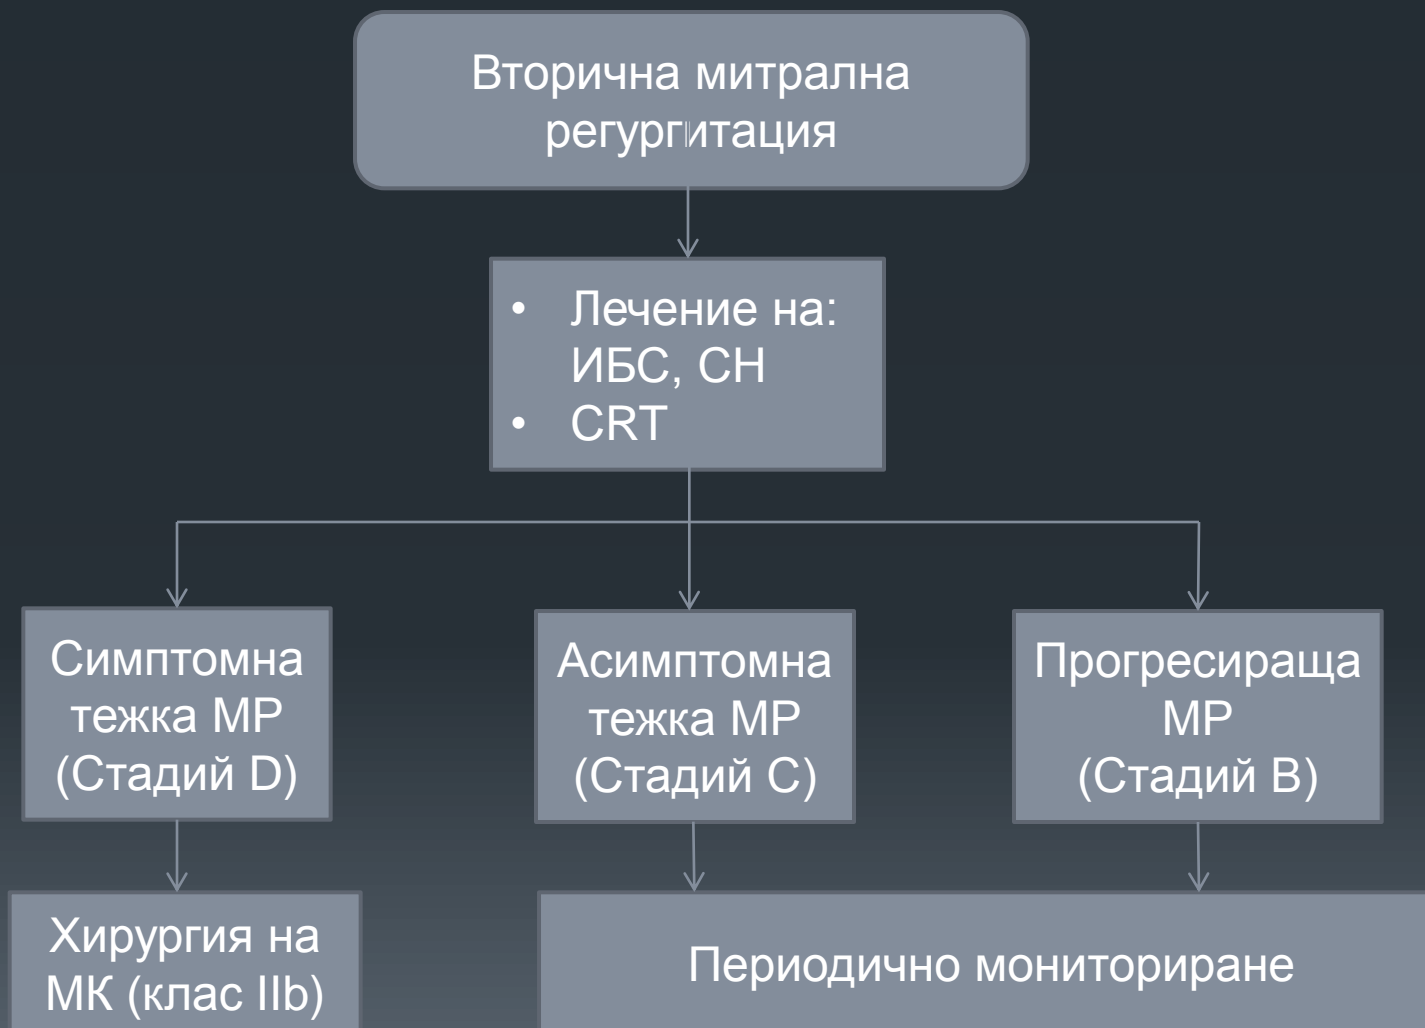 Вторична митрална
регургитация
• Лечение на:
ИБС, СН
• CRT
Симптомна
тежка МР
(Стадий D)
Асимптомна
тежка МР
(Стадий C)
Прогресираща
МР
(Стадий B)
Хирургия на
МК (клас IIb)
Периодично мониториране